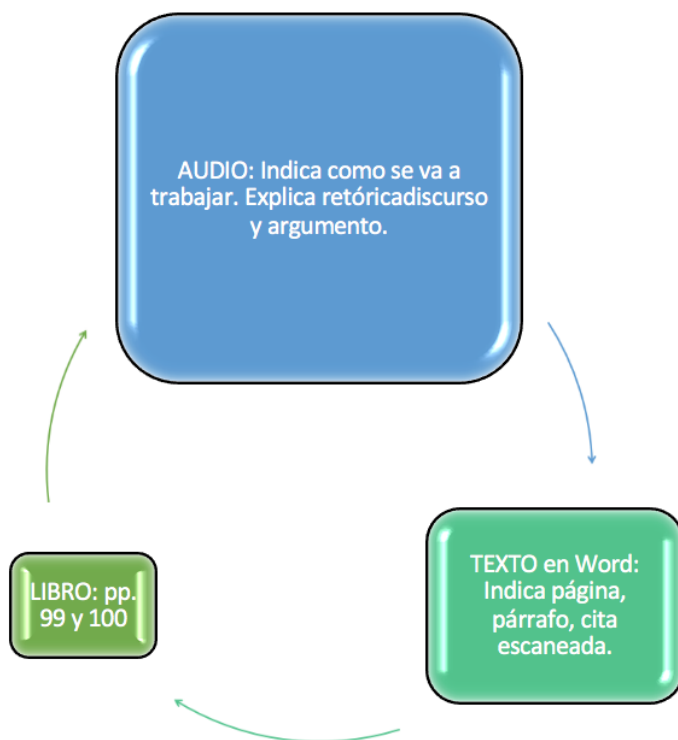 AUDIO: Indica como se va a
trabajar. Explica retóricadiscurso
y argumento.
TEXTO en Word:
Indica página,
párrafo, cita
escaneada.
LIBRO: pp.
99 y 100